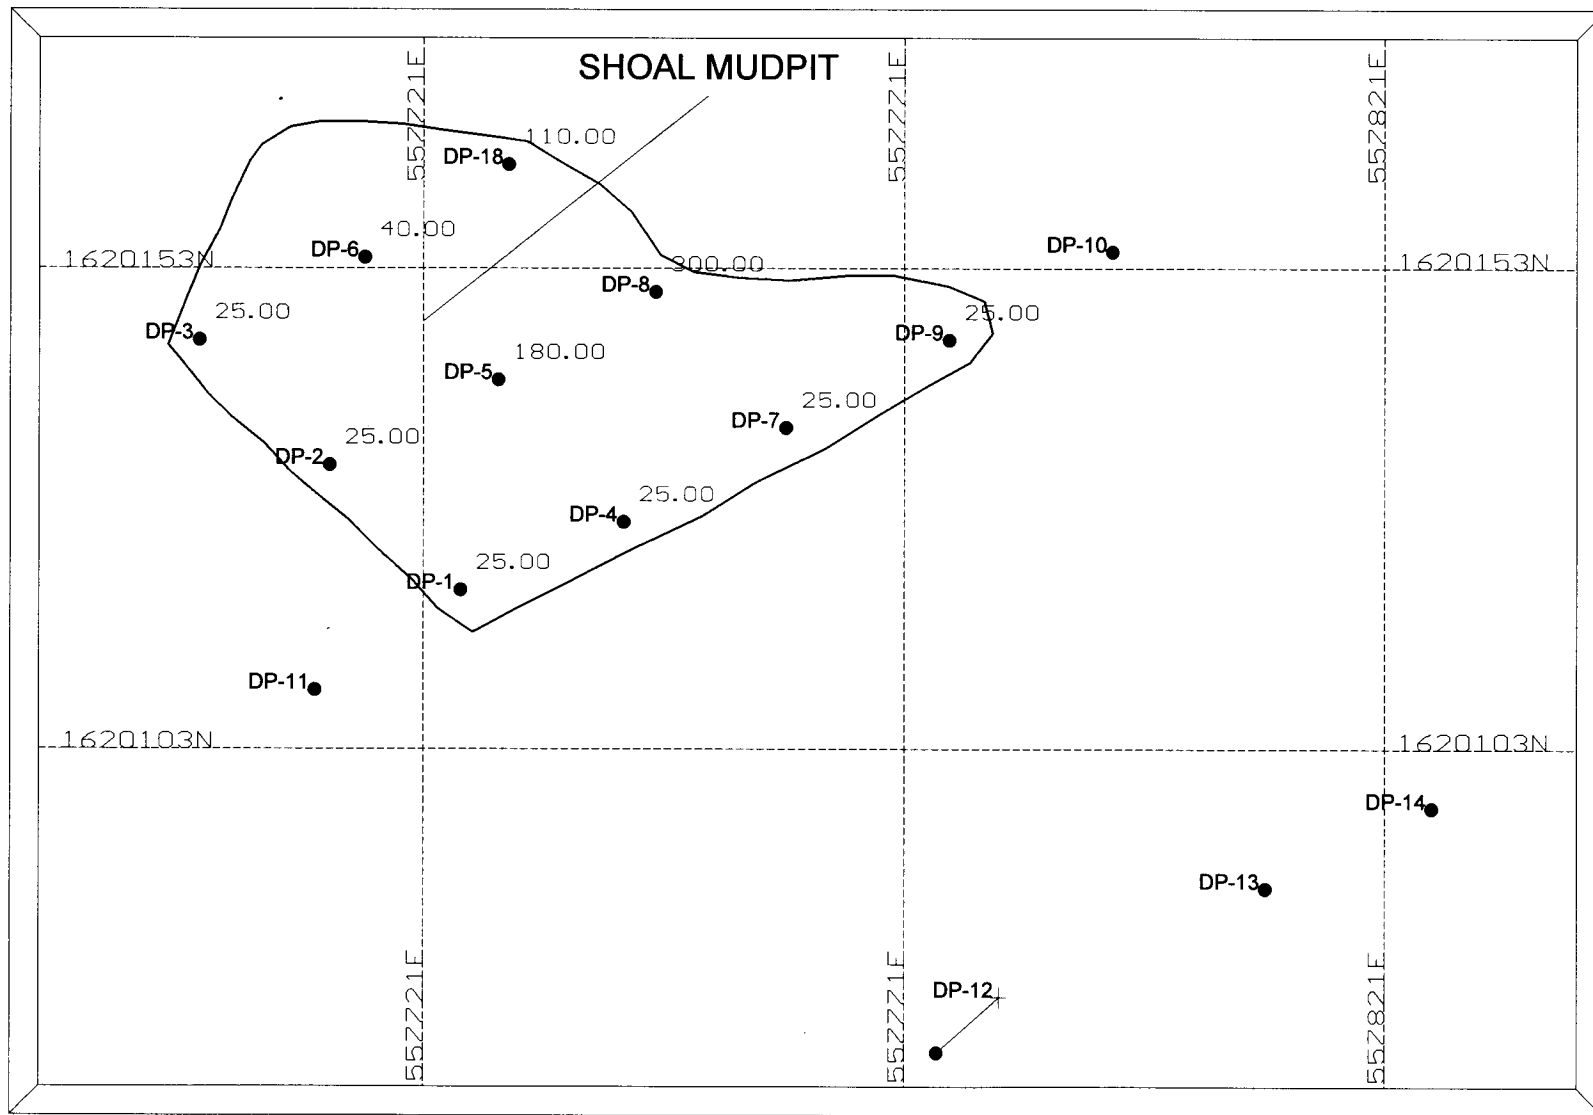 SHOAL MUDPIT
557721E
557771E
557821E
110.00
DP-18
40.00
DP-6
DP-10
1620153N
300.00
1620153N
DP-8
25.00
DP-3
25.00
DP-9
180.00
DP-5
25.00
DP-7
25.00
DP-2
25.00
DP-4
25.00
DP-1
DP-11
1620103N
1620103N
DP-14
DP-13
557721E
557771E
557821E
DP-12